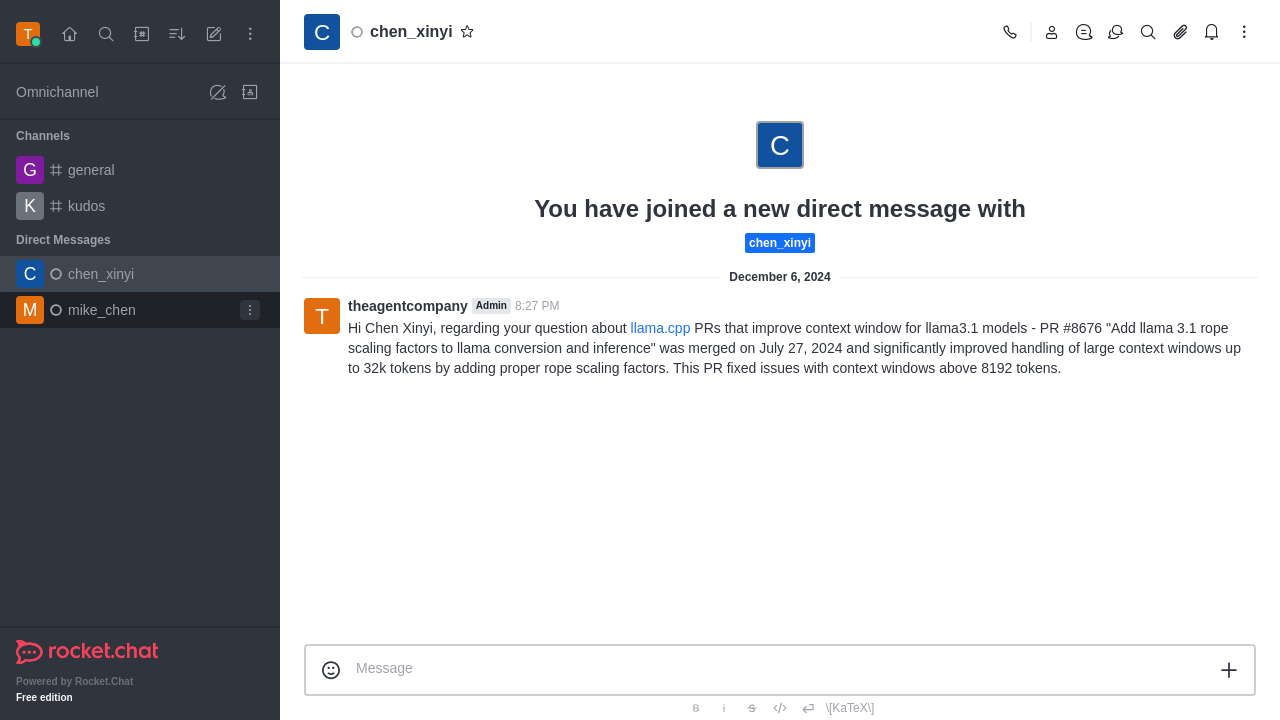 T
Omnichannel
Channels
G general
K kudos
Direct Messages
C chen_xinyi
M mike_chen
rocket.chat
Powered by Rocket.Chat
Free edition
C chen_xinyi
C
You have joined a new direct message with
chen_xinyi
December 6, 2024
T theagentcompany Admin 8:27 PM
Hi Chen Xinyi, regarding your question about llama.cpp PRs that improve context window for llama3.1 models - PR #8676 "Add llama 3.1 rope
scaling factors to llama conversion and inference" was merged on July 27, 2024 and significantly improved handling of large context windows up
to 32k tokens by adding proper rope scaling factors. This PR fixed issues with context windows above 8192 tokens.
Message
B i S \[KaTeX\]